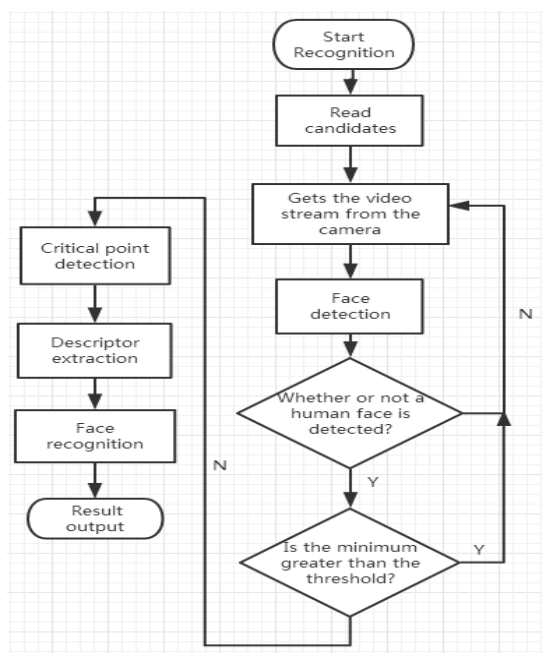 Start
Recognition
Read
candidates
Gets the video
stream from the
camera
Face
detection
Whether or not a
human face is
detected?
N
Y
Is the minimum
greater than the
threshold?
Y
N
Critical point
detection
Descriptor
extraction
Face
recognition
Result
output